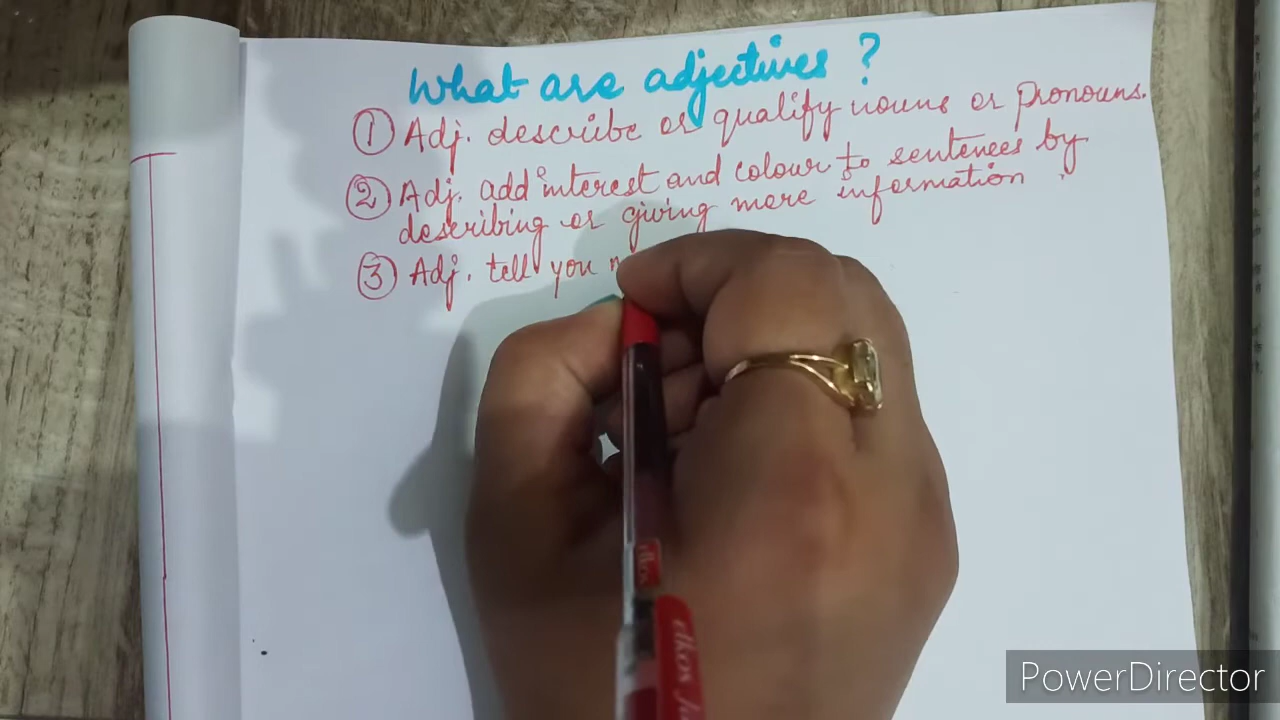 What are adjectives ?
① Adj. describe or qualify nouns or pronouns.
② Adj. add interest and colour to sentences by
describing or giving more information .
③ Adj. tell you
elkos
PowerDirector